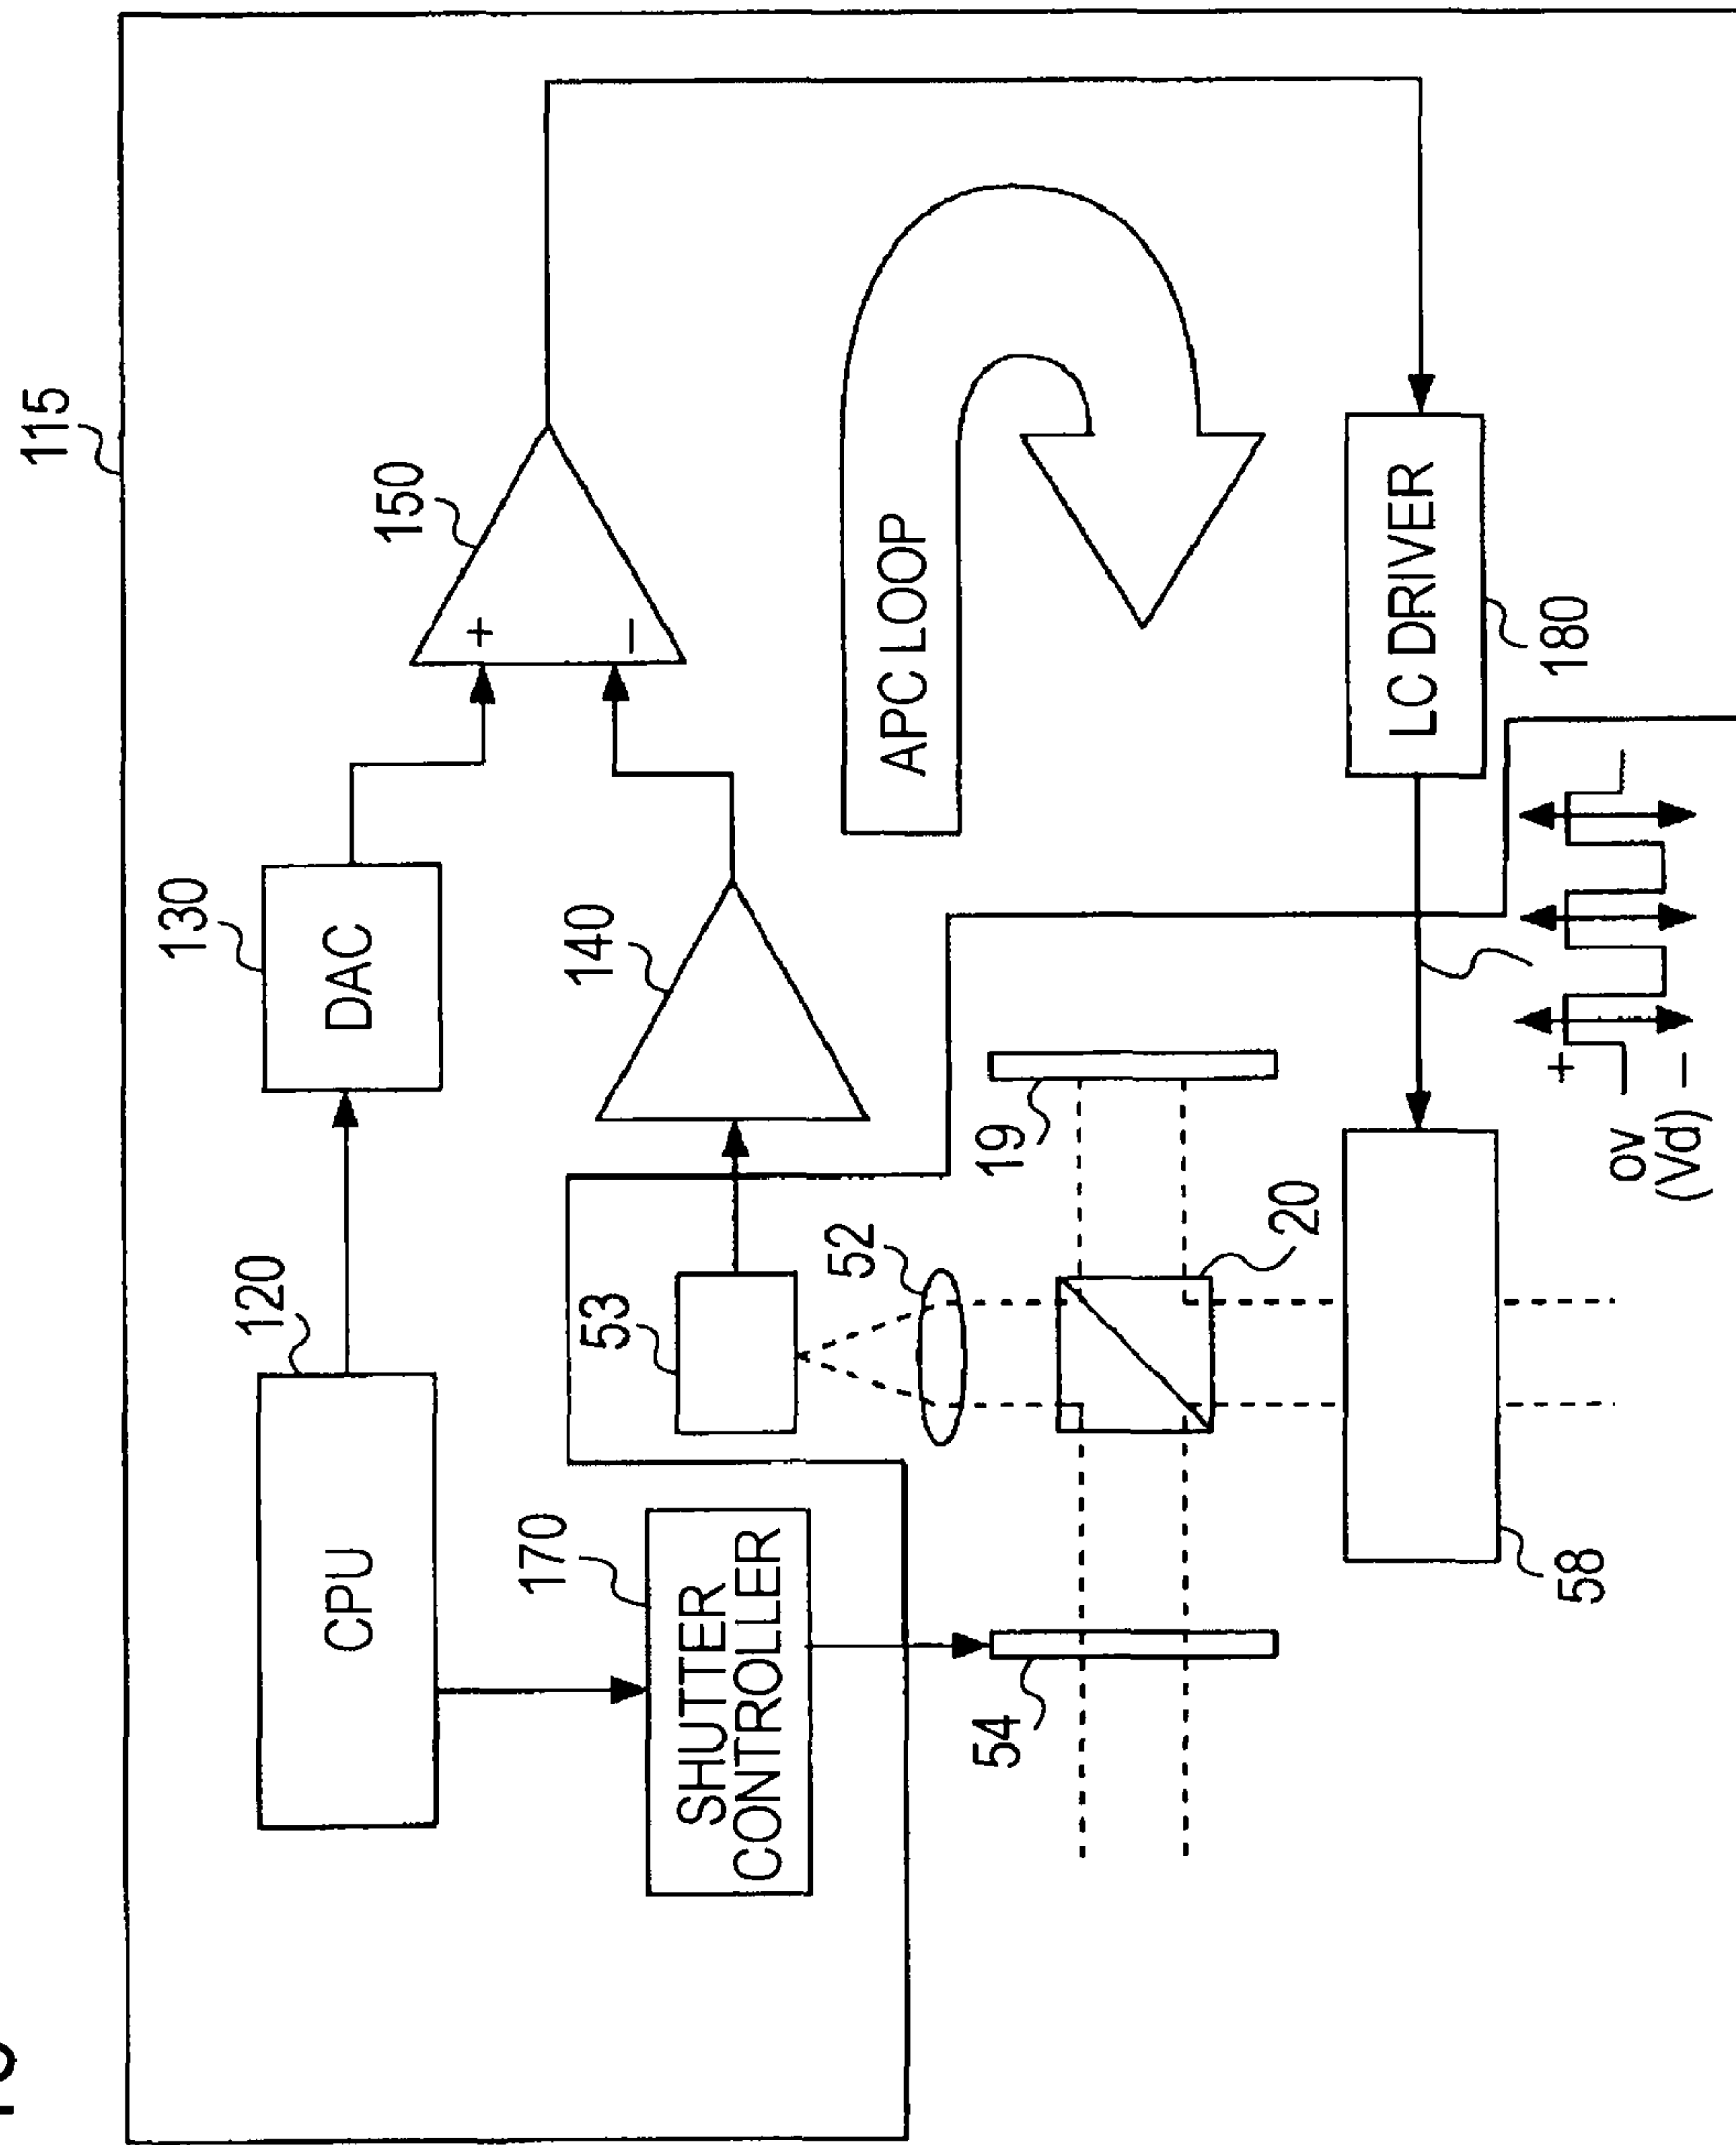 115
120
CPU
130
DAC
150
+
−
170
SHUTTER
CONTROLLER
53
140
52
APC LOOP
54
19
20
58
LC DRIVER
180
+
0V
(Vd)
−